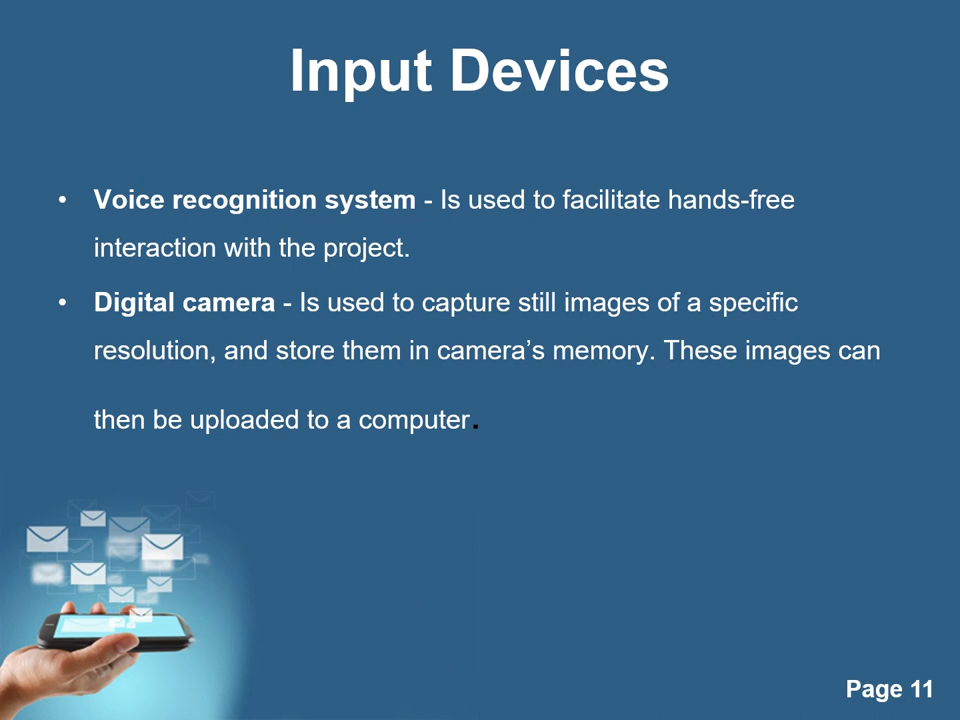 Input Devices
• Voice recognition system - Is used to facilitate hands-free
interaction with the project.
• Digital camera - Is used to capture still images of a specific
resolution, and store them in camera’s memory. These images can
then be uploaded to a computer.
Page 11